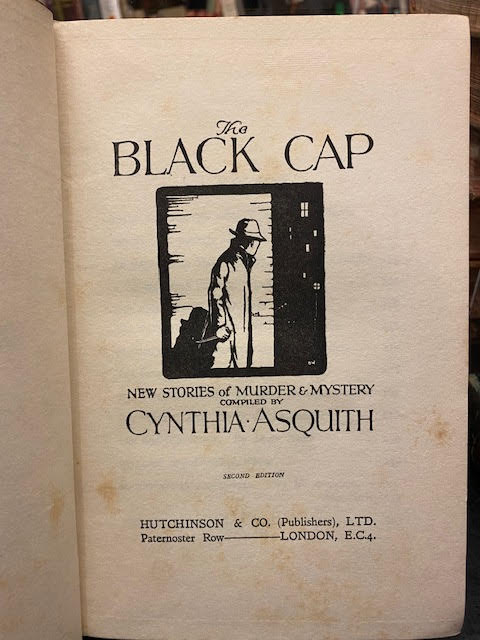 The
BLACK CAP
NEW STORIES of MURDER & MYSTERY
COMPILED BY
CYNTHIA·ASQUITH
SECOND EDITION
HUTCHINSON & CO. (Publishers), LTD.
Paternoster Row————LONDON, E.C.4.